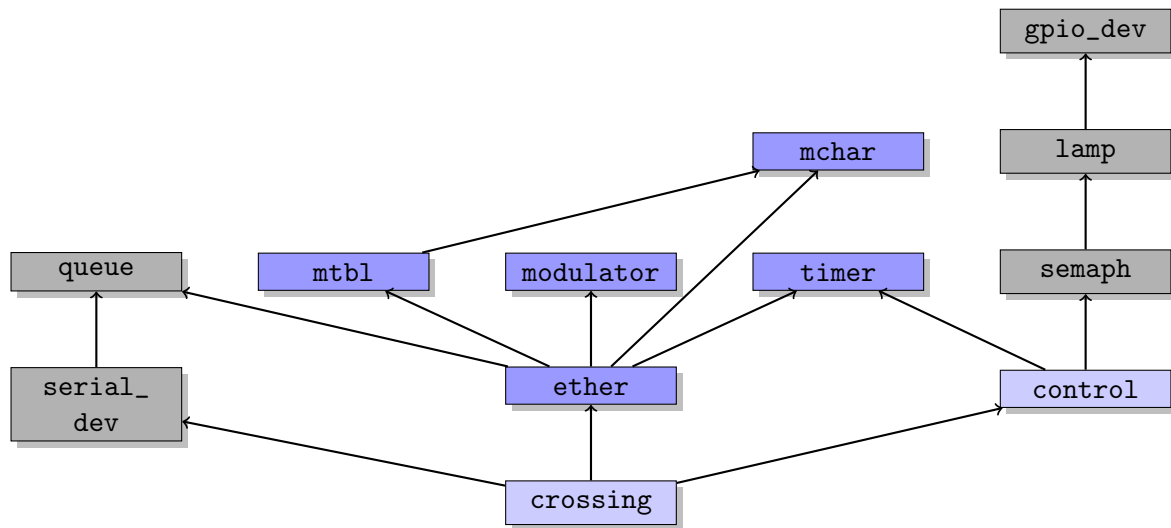 gpio_dev
mchar
lamp
queue
mtbl
modulator
timer
semaph
serial_
dev
ether
control
crossing